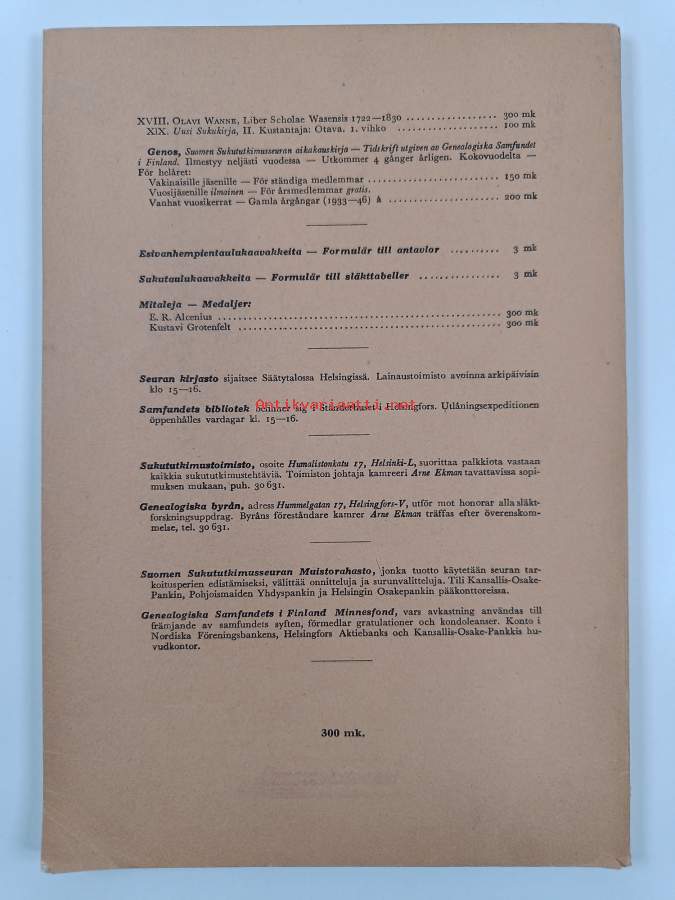 XVIII. OLAVI WANNE, Liber Scholae Wasensis 1722—1830 .................. 300 mk
XIX. Uusi Sukukirja, II. Kustantaja: Otava. 1. vihko .................. 100 mk
Genos, Suomen Sukututkimusseuran aikakauskirja — Tidskrift utgiven av Genealogiska Samfundet
i Finland. Ilmestyy neljästi vuodessa — Utkommer 4 gånger årligen. Kokovuodelta —
För helåret:
Vakinaisille jäsenille — För ständiga medlemmar ........................... 150 mk
Vuosijäsenille ilmainen — För årsmedlemmar gratis.
Vanhat vuosikerrat — Gamla årgångar (1933—46) à ...................... 200 mk
Esivanhempientaulukaavakkeita — Formulär till antavlor .......... 3 mk
Sukutaulukaavakkeita — Formulär till släkttabeller ................ 3 mk
Mitaleja — Medaljer:
E. R. Alcenius ........................................................ 300 mk
Kustavi Grotenfelt .................................................... 300 mk
Seuran kirjasto sijaitsee Säätytalossa Helsingissä. Lainaustoimisto avoinna arkipäivisin
klo 15—16.
Samfundets bibliotek befinner sig i Ständerhuset i Helsingfors. Utlåningsexpeditionen
öppenhålles vardagar kl. 15—16.
Antikvariaatti.net
Sukututkimustoimisto, osoite Humalistonkatu 17, Helsinki-L, suorittaa palkkiota vastaan
kaikkia sukututkimustehtäviä. Toimiston johtaja kamreeri Arne Ekman tavattavissa sopi-
muksen mukaan, puh. 30 631.
Genealogiska byrån, adress Hummelgatan 17, Helsingfors-V, utför mot honorar alla släkt-
forskningsuppdrag. Byråns föreståndare kamrer Arne Ekman träffas efter överenskom-
melse, tel. 30 631.
Suomen Sukututkimusseuran Muistorahasto, jonka tuotto käytetään seuran tar-
koitusperien edistämiseksi, välittää onnitteluja ja surunvalitteluja. Tili Kansallis-Osake-
Pankin, Pohjoismaiden Yhdyspankin ja Helsingin Osakepankin pääkonttoreissa.
Genealogiska Samfundets i Finland Minnesfond, vars avkastning användas till
främjande av samfundets syften, förmedlar gratulationer och kondoleanser. Konto i
Nordiska Föreningsbankens, Helsingfors Aktiebanks och Kansallis-Osake-Pankkis hu-
vudkontor.
300 mk.